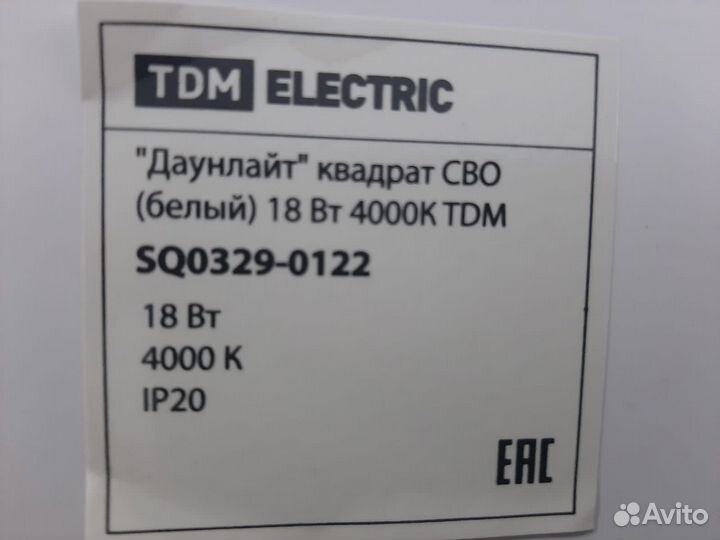 TDM ELECTRIC
"Даунлайт" квадрат СВО
(белый) 18 Вт 4000К TDM
SQ0329-0122
18 Вт
4000 К
IP20
EAC
Avito